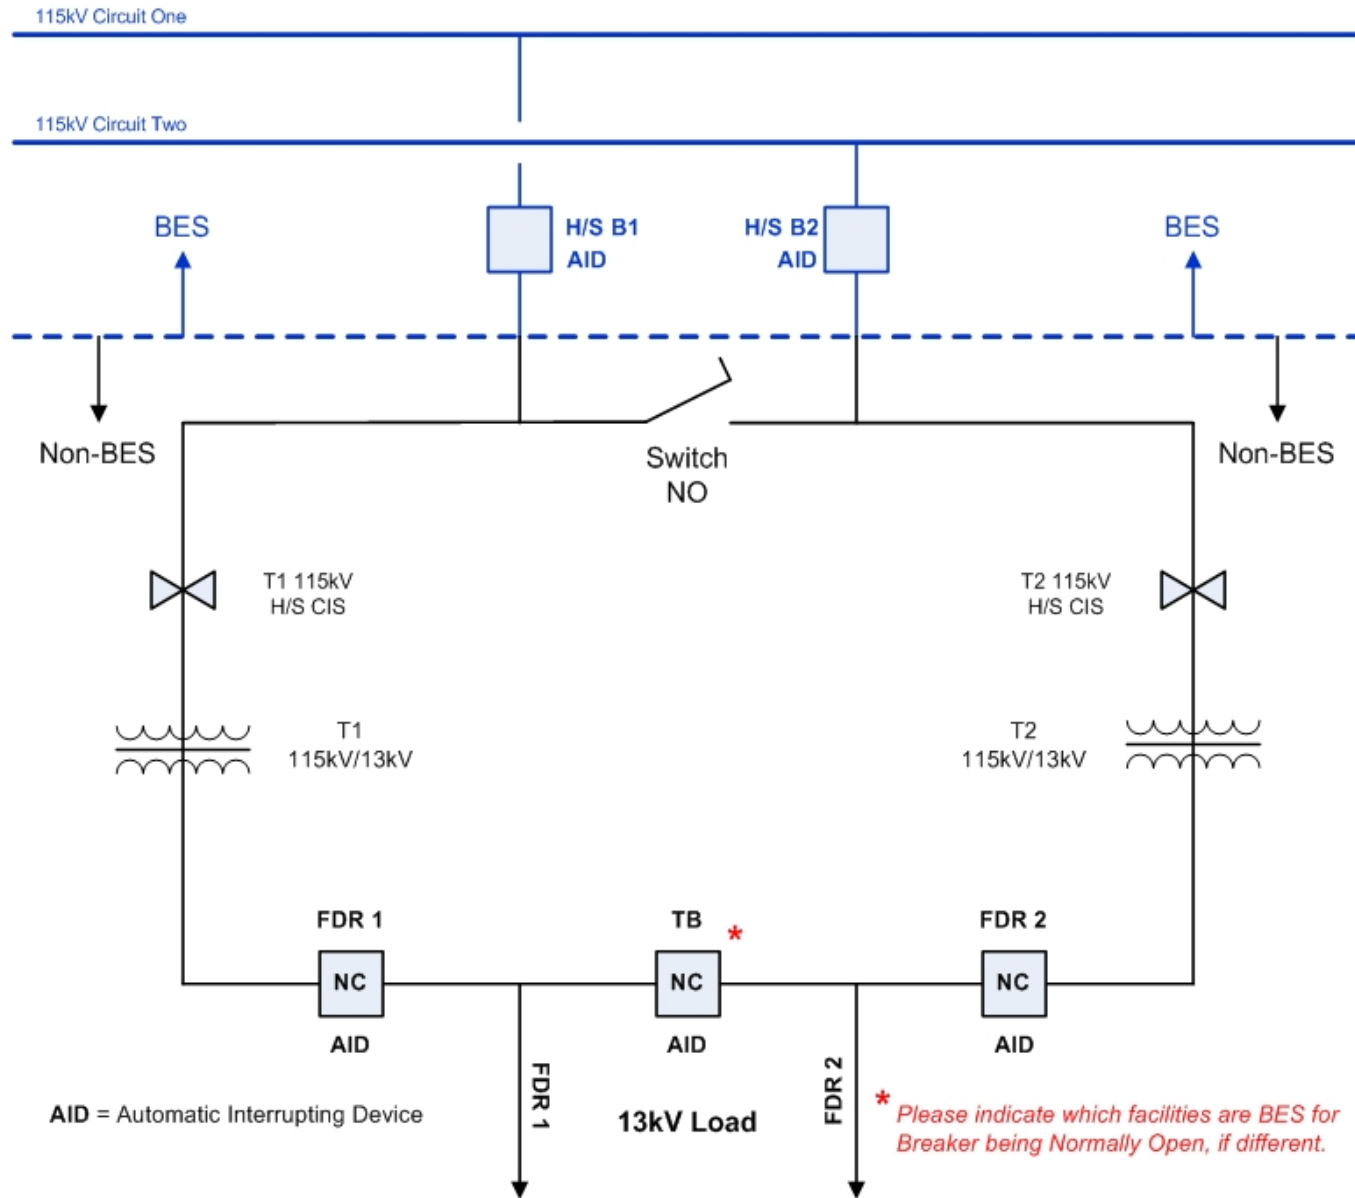 115kV Circuit One
115kV Circuit Two
BES
H/S B1
AID
H/S B2
AID
BES
Non-BES
Switch
NO
Non-BES
T1 115kV
H/S CIS
T2 115kV
H/S CIS
T1
115kV/13kV
T2
115kV/13kV
FDR 1
TB
*
FDR 2
NC
NC
NC
AID
AID
AID
FDR 1
FDR 2
AID = Automatic Interrupting Device
13kV Load
* Please indicate which facilities are BES for
Breaker being Normally Open, if different.